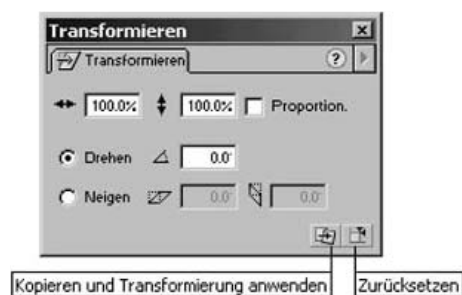 Transformieren
Transformieren
100.0% 100.0% Proportion.
Drehen 0.0°
Neigen 0.0° 0.0°
Kopieren und Transformierung anwenden Zurücksetzen